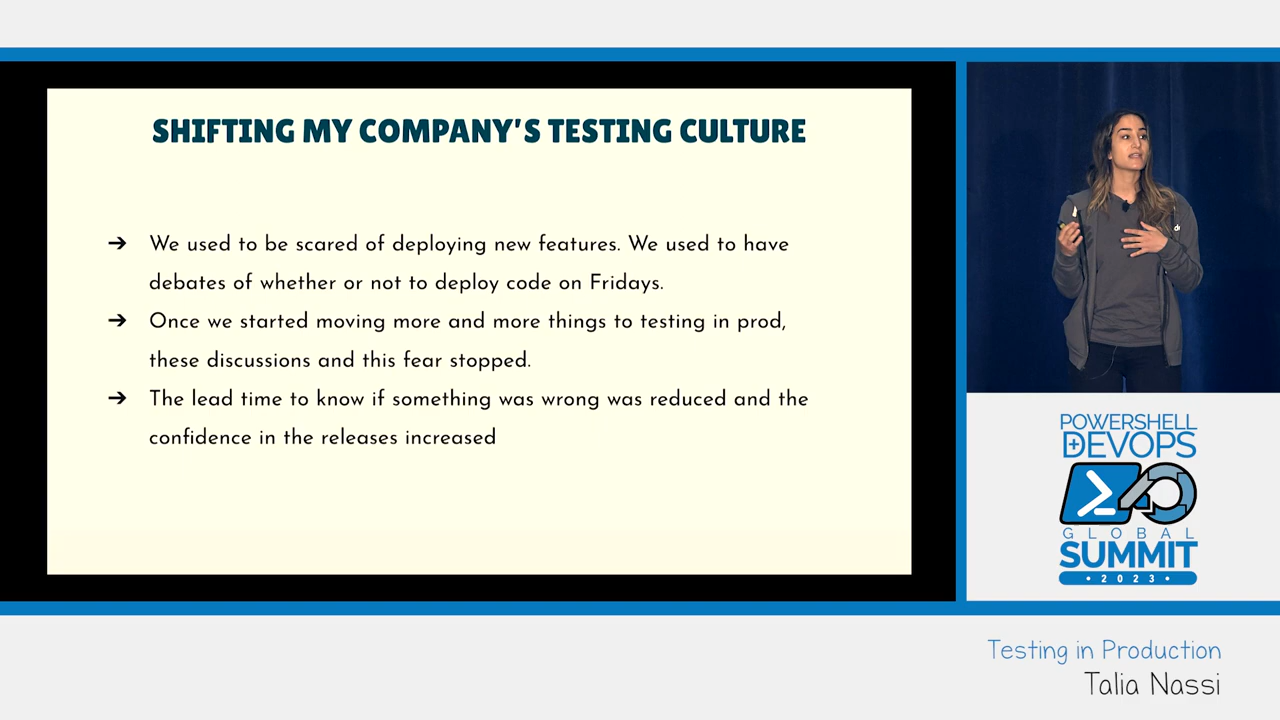 SHIFTING MY COMPANY'S TESTING CULTURE
➔ We used to be scared of deploying new features. We used to have
debates of whether or not to deploy code on Fridays.
➔ Once we started moving more and more things to testing in prod,
these discussions and this fear stopped.
➔ The lead time to know if something was wrong was reduced and the
confidence in the releases increased
POWERSHELL
+DEVOPS
GLOBAL
SUMMIT
• 2023 •
Testing in Production
Talia Nassi